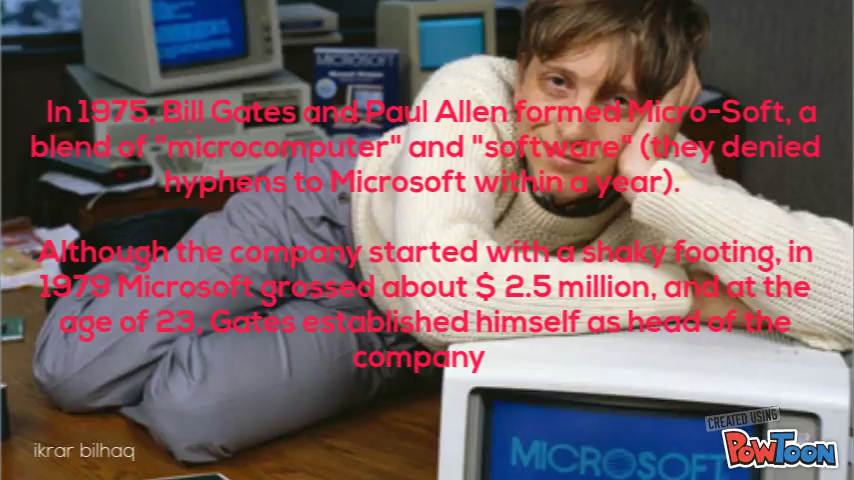 MICROSOFT
In 1975, Bill Gates and Paul Allen formed Micro-Soft, a
blend of "microcomputer" and "software" (they denied
hyphens to Microsoft within a year).
Although the company started with a shaky footing, in
1979 Microsoft grossed about $ 2.5 million, and at the
age of 23, Gates established himself as head of the
company
MICROSOFT
ikrar bilhaq
CREATED USING
POWTOON